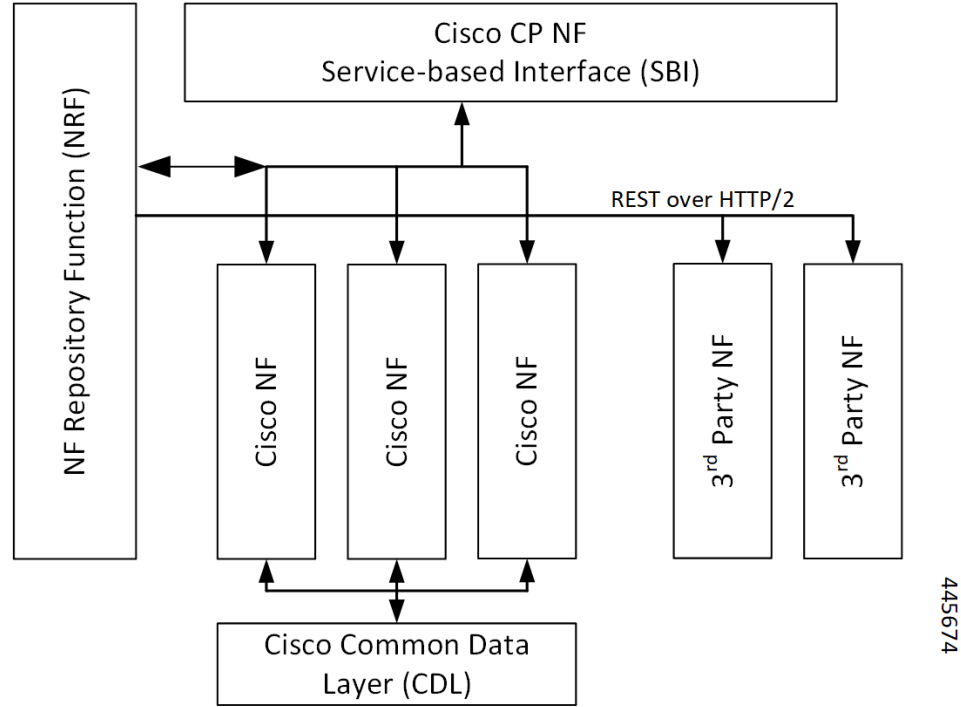 Cisco CP NF
Service-based Interface (SBI)
NF Repository Function (NRF)
REST over HTTP/2
Cisco NF
Cisco NF
Cisco NF
3rd Party NF
3rd Party NF
Cisco Common Data
Layer (CDL)
445674